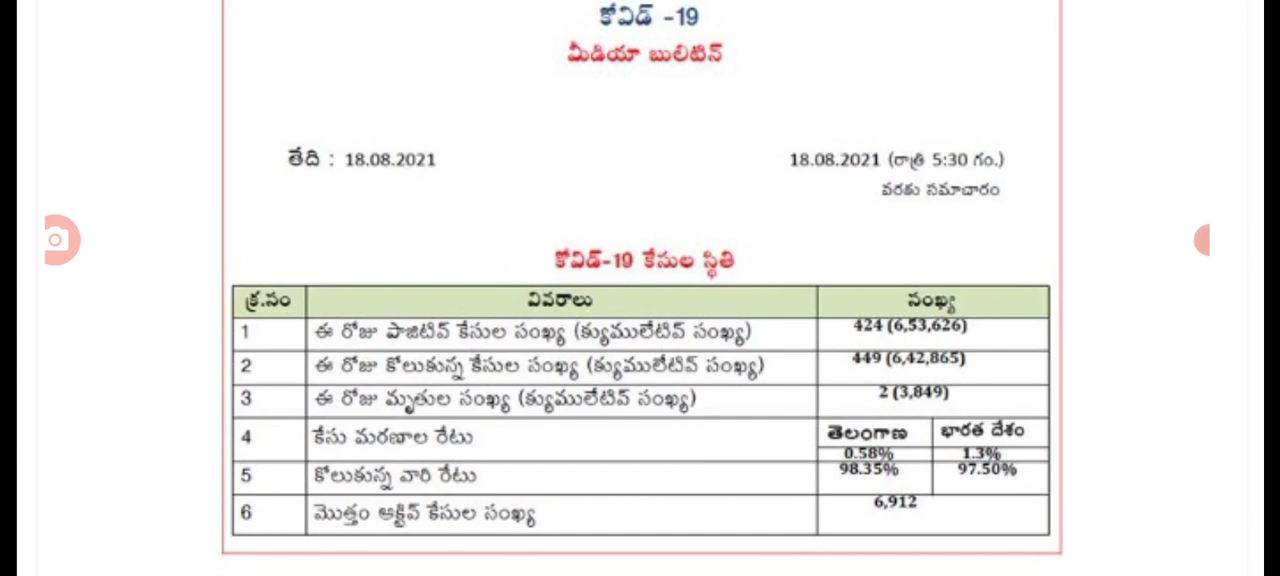 కోవిడ్ -19
మీడియా బులిటిన్
తేది : 18.08.2021 18.08.2021 (రాత్రి 5:30 గం.)
వరకు సమాచారం
కోవిడ్-19 కేసుల స్థితి
క్ర.సం వివరాలు సంఖ్య
1 ఈ రోజు పాజిటివ్ కేసుల సంఖ్య (క్యుములేటివ్ సంఖ్య) 424 (6,53,626)
2 ఈ రోజు కోలుకున్న కేసుల సంఖ్య (క్యుములేటివ్ సంఖ్య) 449 (6,42,865)
3 ఈ రోజు మృతుల సంఖ్య (క్యుములేటివ్ సంఖ్య) 2 (3,849)
4 కేసు మరణాల రేటు తెలంగాణ భారత దేశం
0.58% 1.3%
5 కోలుకున్న వారి రేటు 98.35% 97.50%
6 మొత్తం ఆక్టివ్ కేసుల సంఖ్య 6,912